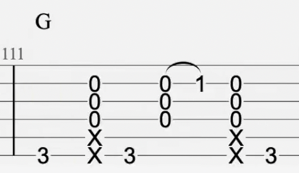 G
111
0 0 1 0
0 0 0
0 0 0
X X
3 X 3 X 3